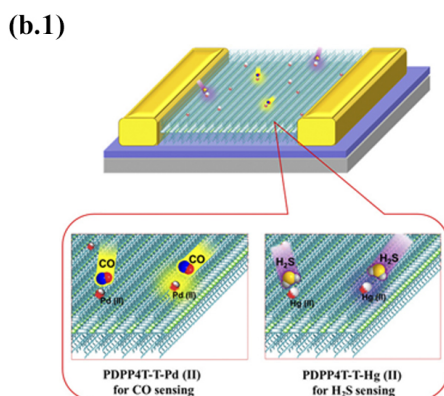 (b.1)
CO
CO
Pd (II)
Pd (II)
H₂S
H₂S
Hg (II)
Hg (II)
PDPP4T-T-Pd (II)
for CO sensing
PDPP4T-T-Hg (II)
for H₂S sensing